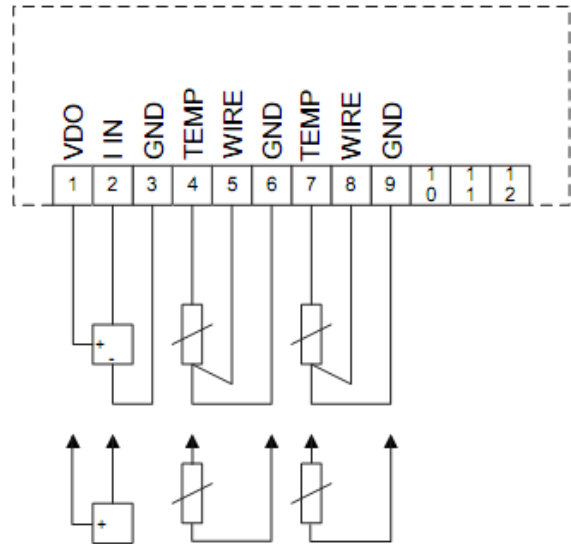 VDO
I IN
GND
TEMP
WIRE
GND
TEMP
WIRE
GND
1 2 3 4 5 6 7 8 9 10 11 12
+
-
+